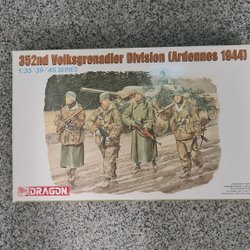 352nd Volksgrenadier Division (Ardennes 1944)
1:35 '39-'45 SERIES
DRAGON